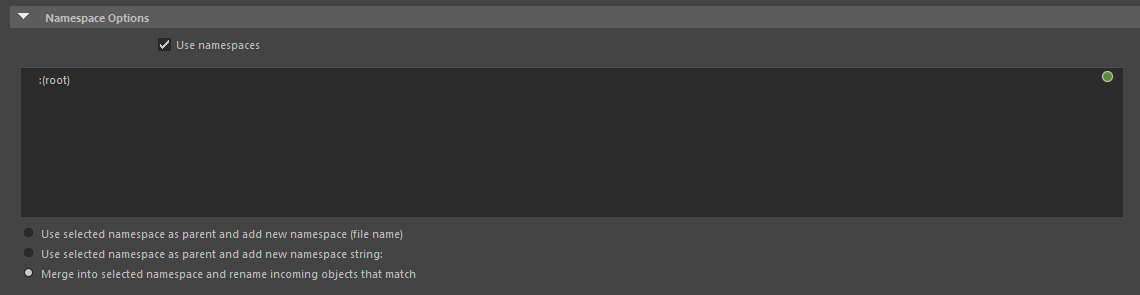 Namespace Options
Use namespaces
:(root)
Use selected namespace as parent and add new namespace (file name)
Use selected namespace as parent and add new namespace string:
Merge into selected namespace and rename incoming objects that match